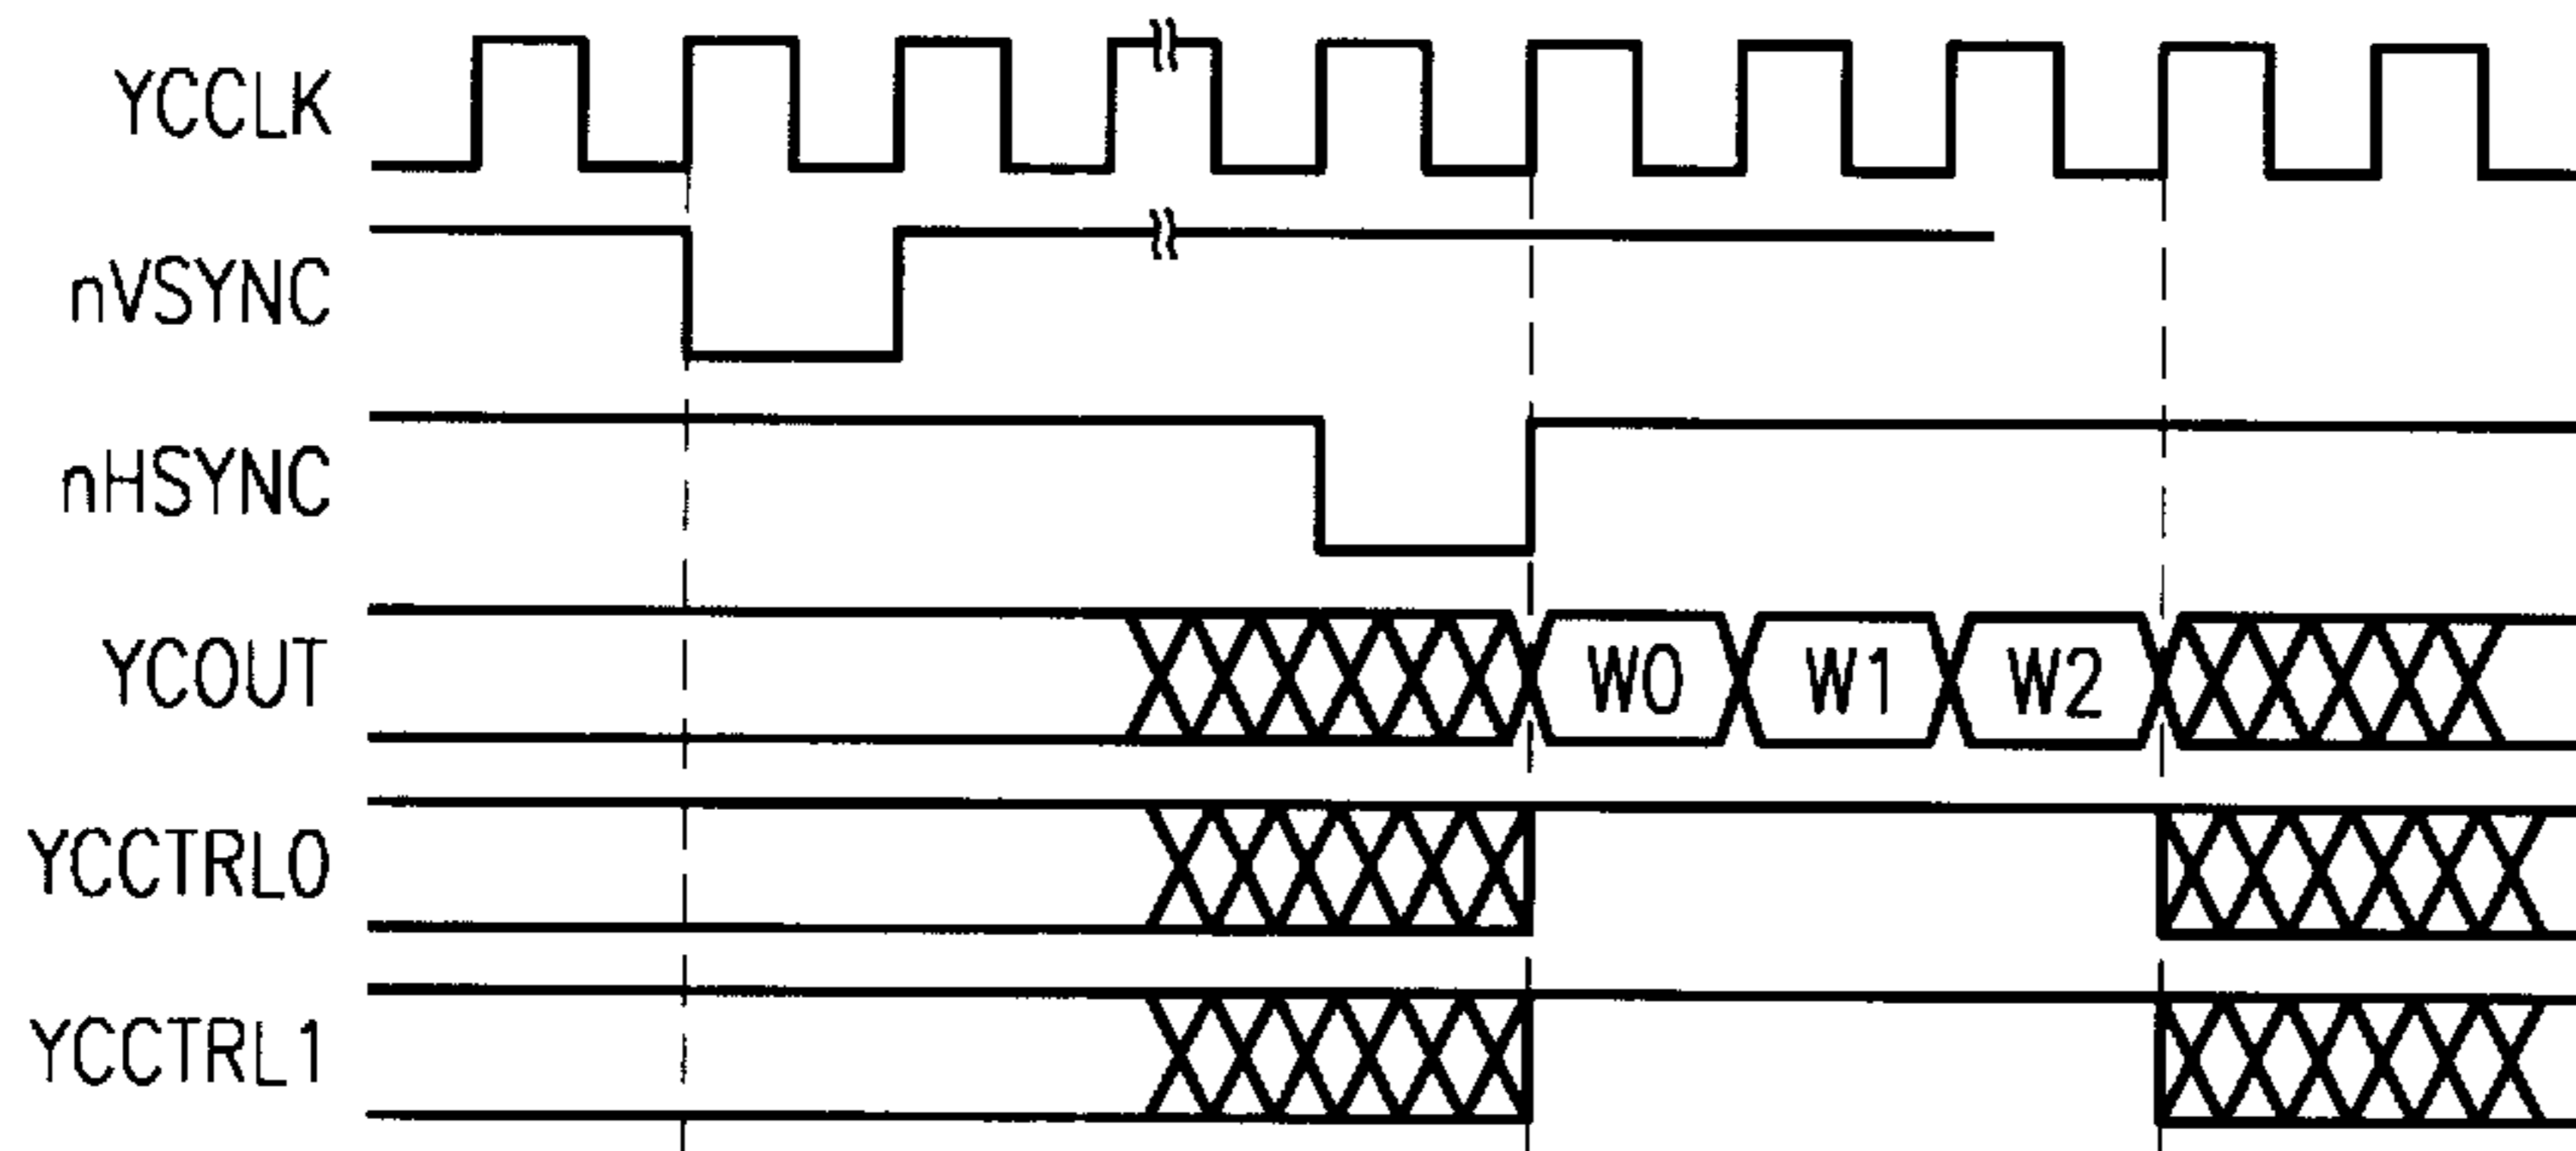 YCCLK
nVSYNC
nHSYNC
YCOUT W0 W1 W2
YCCTRL0
YCCTRL1